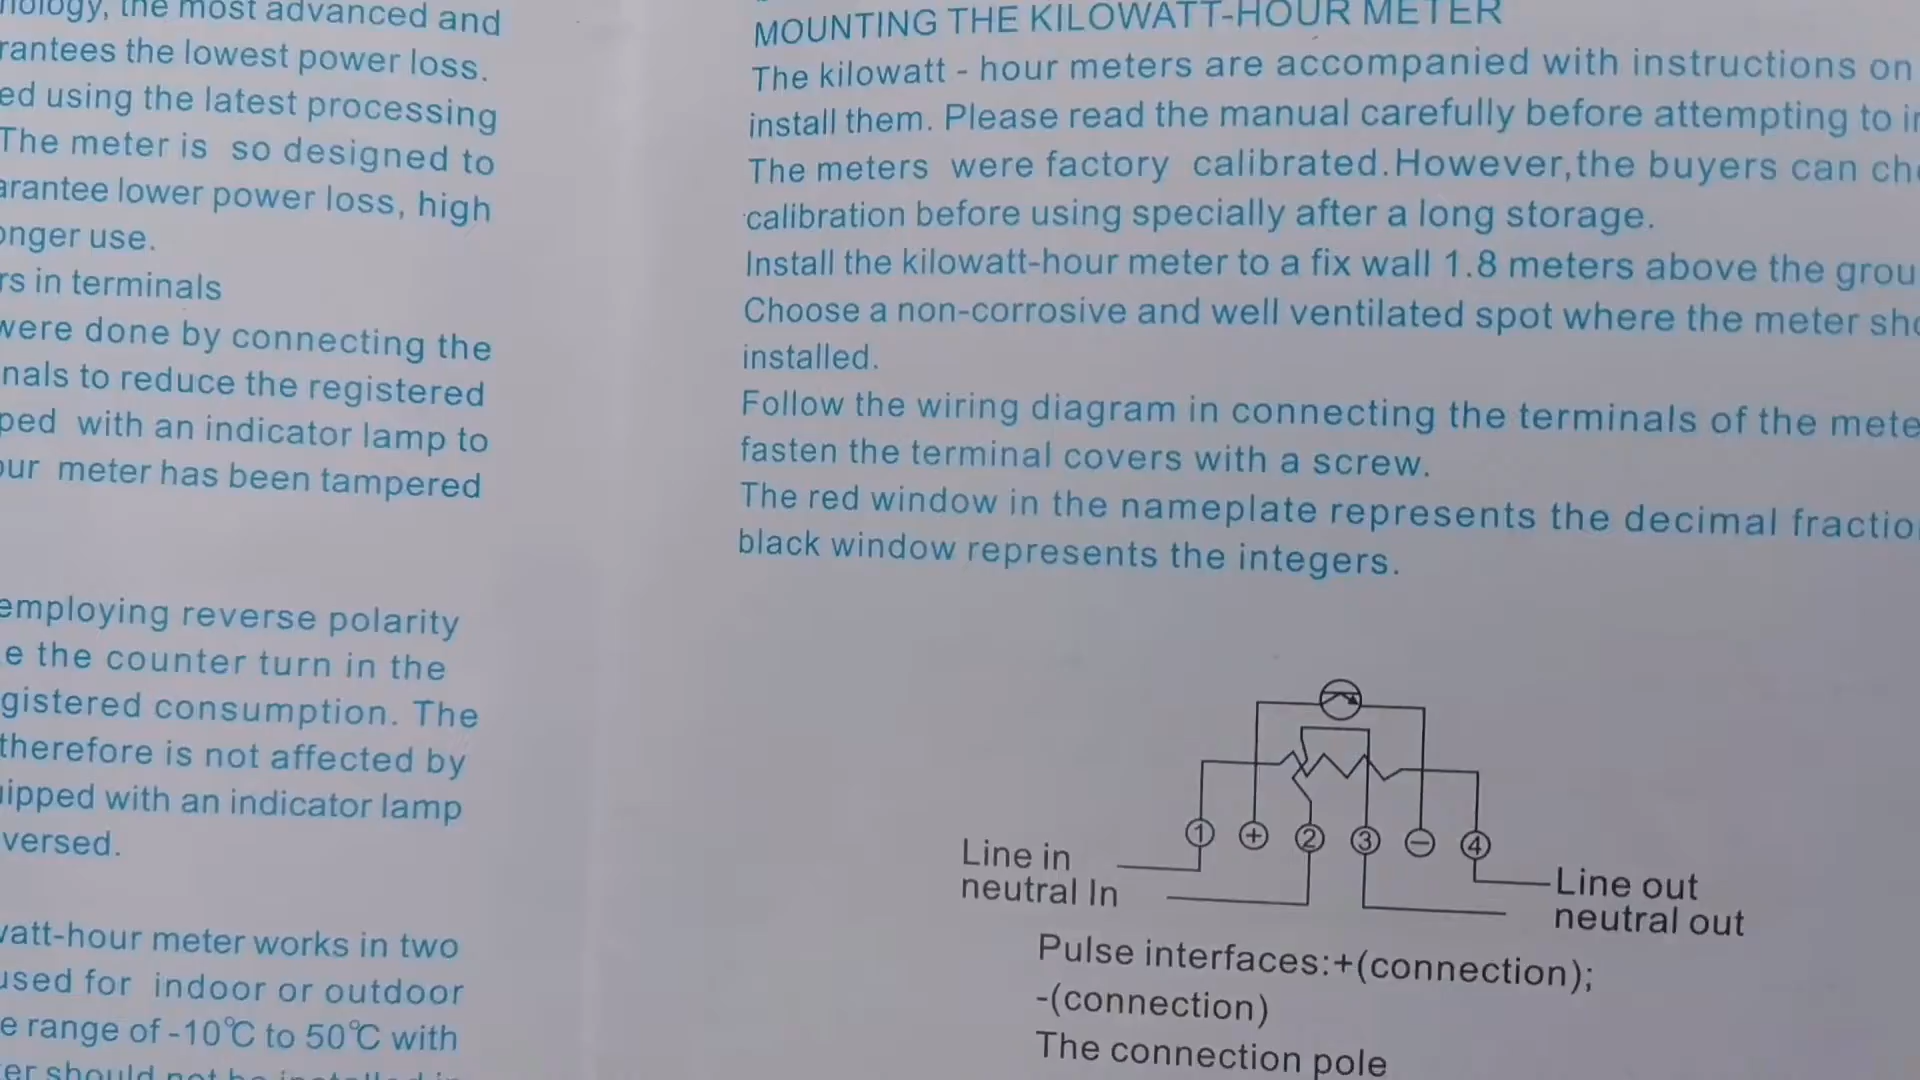 the most advanced and
rantees the lowest power loss.
ed using the latest processing
The meter is so designed to
arantee lower power loss, high
onger use.
rs in terminals
were done by connecting the
nals to reduce the registered
ped with an indicator lamp to
our meter has been tampered
employing reverse polarity
e the counter turn in the
gistered consumption. The
therefore is not affected by
uipped with an indicator lamp
versed.
watt-hour meter works in two
used for indoor or outdoor
e range of -10℃ to 50℃ with
MOUNTING THE KILOWATT-HOUR METER
The kilowatt - hour meters are accompanied with instructions on
install them. Please read the manual carefully before attempting to
The meters were factory calibrated.However,the buyers can
calibration before using specially after a long storage.
Install the kilowatt-hour meter to a fix wall 1.8 meters above the
Choose a non-corrosive and well ventilated spot where the meter
installed.
Follow the wiring diagram in connecting the terminals of the
fasten the terminal covers with a screw.
The red window in the nameplate represents the decimal
black window represents the integers.
1 + 2 3 - 4
Line in
neutral In
Line out
neutral out
Pulse interfaces:+(connection);
-(connection)
The connection pole